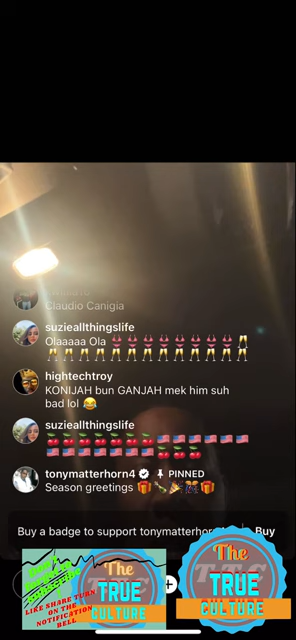 Claudio Canigia
suzieallthingslife
Olaaaaa Ola 👙👙👙👙👙👙👙👙🥂
🥂🥂🥂🥂🥂🥂🥂🥂🥂🥂🥂🥂🥂
hightechtroy
KONIJAH bun GANJAH mek him suh
bad lol 😂
suzieallthingslife
🍒🍒🍒🍒🍒🍒🍒🇺🇸🇺🇸🇺🇸🇺🇸🇺🇸🇺🇸
🇺🇸🇺🇸🇺🇸🇺🇸🇺🇸🇺🇸🇺🇸🍒🍒🍒
tonymatterhorn4 PINNED
Season greetings 🎁🍾🎉🎊🎁
Buy a badge to support tonymatterhor
Buy
LIKE SHARE TURN
ON THE
NOTIFICATION
BELL
The
TRUE
CULTURE
The
TRUE
CULTURE